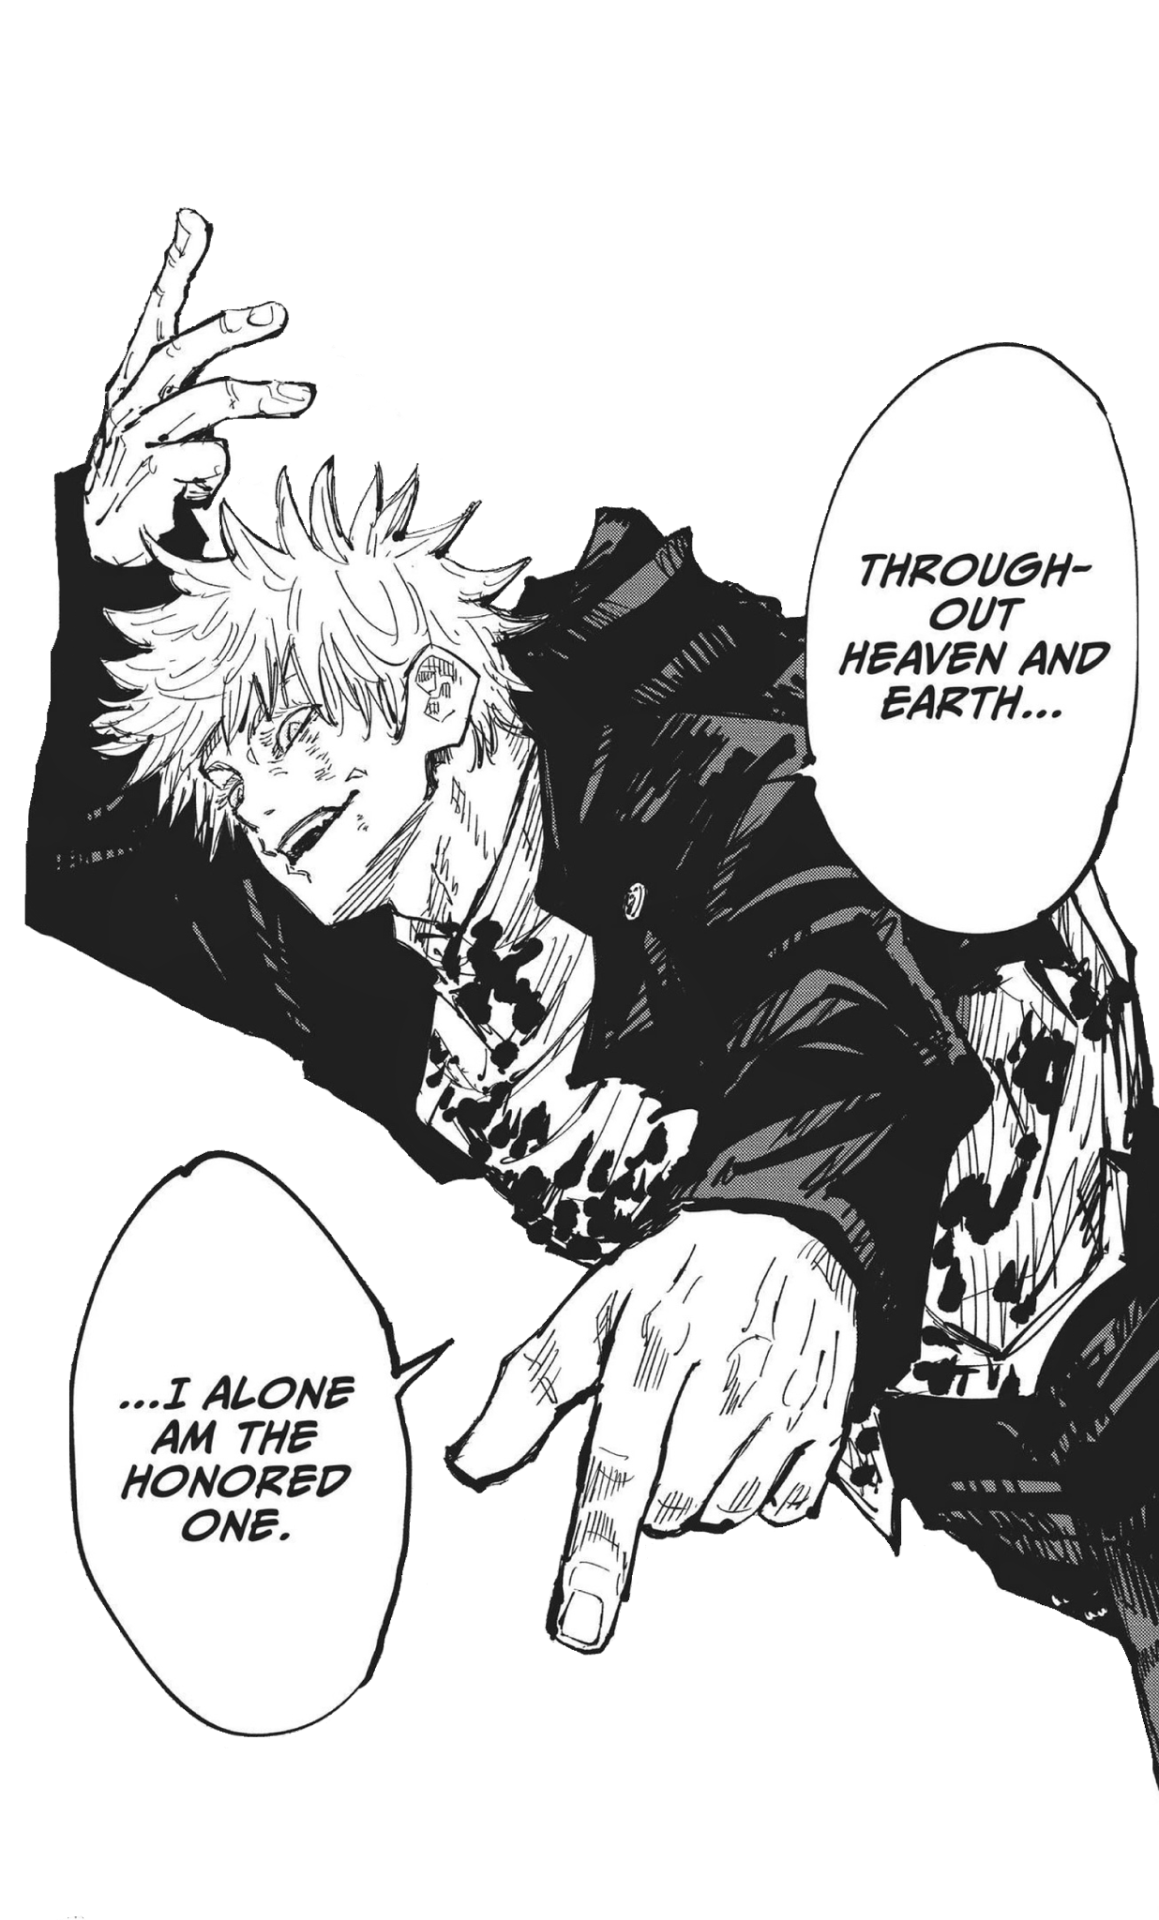 THROUGH-
OUT
HEAVEN AND
EARTH...
...I ALONE
AM THE
HONORED
ONE.